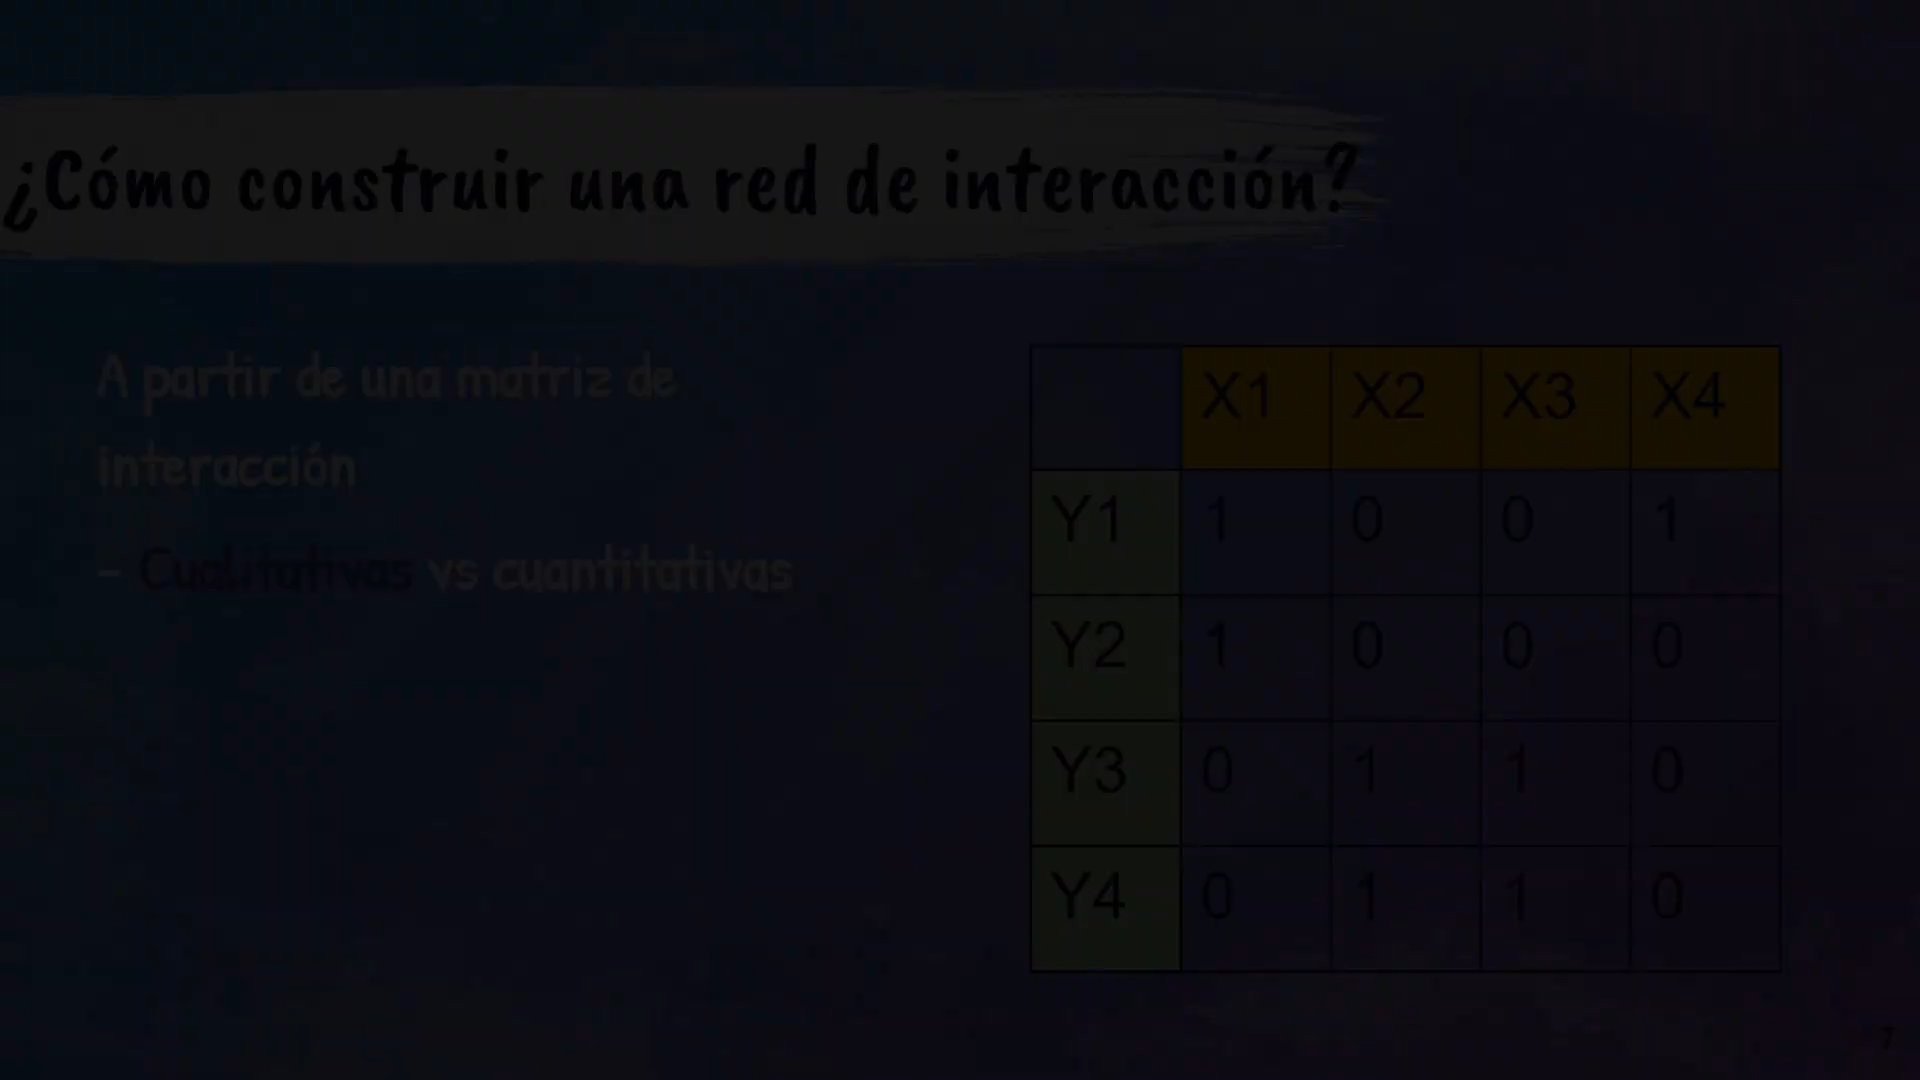 ¿Cómo construir una red de interacción?
A partir de una matriz de
interacción
- Cualitativas vs cuantitativas
X1 X2 X3 X4
Y1 1 0 0 1
Y2 1 0 0 0
Y3 0 1 1 0
Y4 0 1 1 0
7